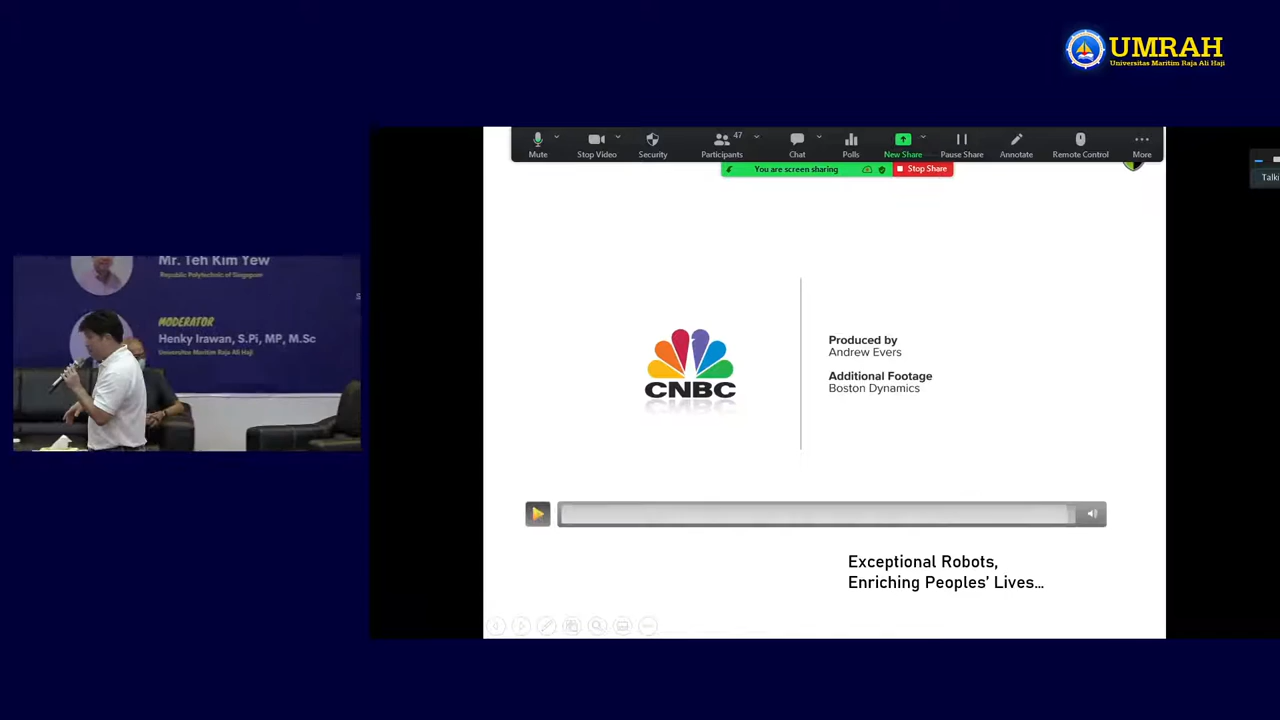 UMRAH
Universitas Maritim Raja Ali Haji
Mute
Stop Video
Security
Participants
47
Chat
Polls
New Share
Pause Share
Annotate
Remote Control
More
You are screen sharing
Stop Share
Talki
Mr. Teh Kim Yew
Republic Polytechnic of Singapore
MODERATOR
Henky Irawan, S.Pi, MP, M.Sc
Universitas Maritim Raja Ali Haji
CNBC
Produced by
Andrew Evers
Additional Footage
Boston Dynamics
Exceptional Robots,
Enriching Peoples’ Lives...